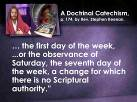 A Doctrinal Catechism,
p. 174, by Rev. Stephen Keenan.
... the first day of the week,
...or the observance of
Saturday, the seventh day of
the week, a change for which
there is no Scriptural
authority."